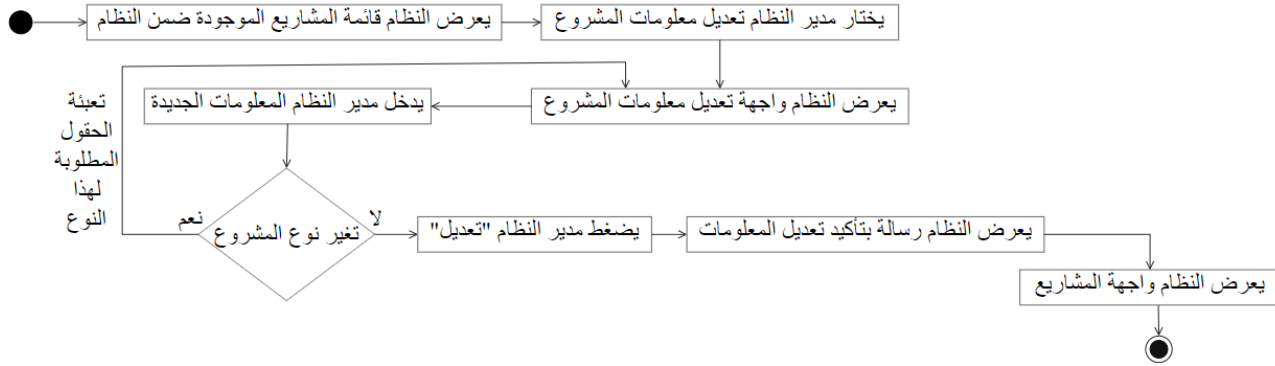 يعرض النظام قائمة المشاريع الموجودة ضمن النظام
يختار مدير النظام تعديل معلومات المشروع
يعرض النظام واجهة تعديل معلومات المشروع
يدخل مدير النظام المعلومات الجديدة
تعبئة
الحقول
المطلوبة
لهذا
النوع
نعم
تغير نوع المشروع
لا
يضغط مدير النظام "تعديل"
يعرض النظام رسالة بتأكيد تعديل المعلومات
يعرض النظام واجهة المشاريع